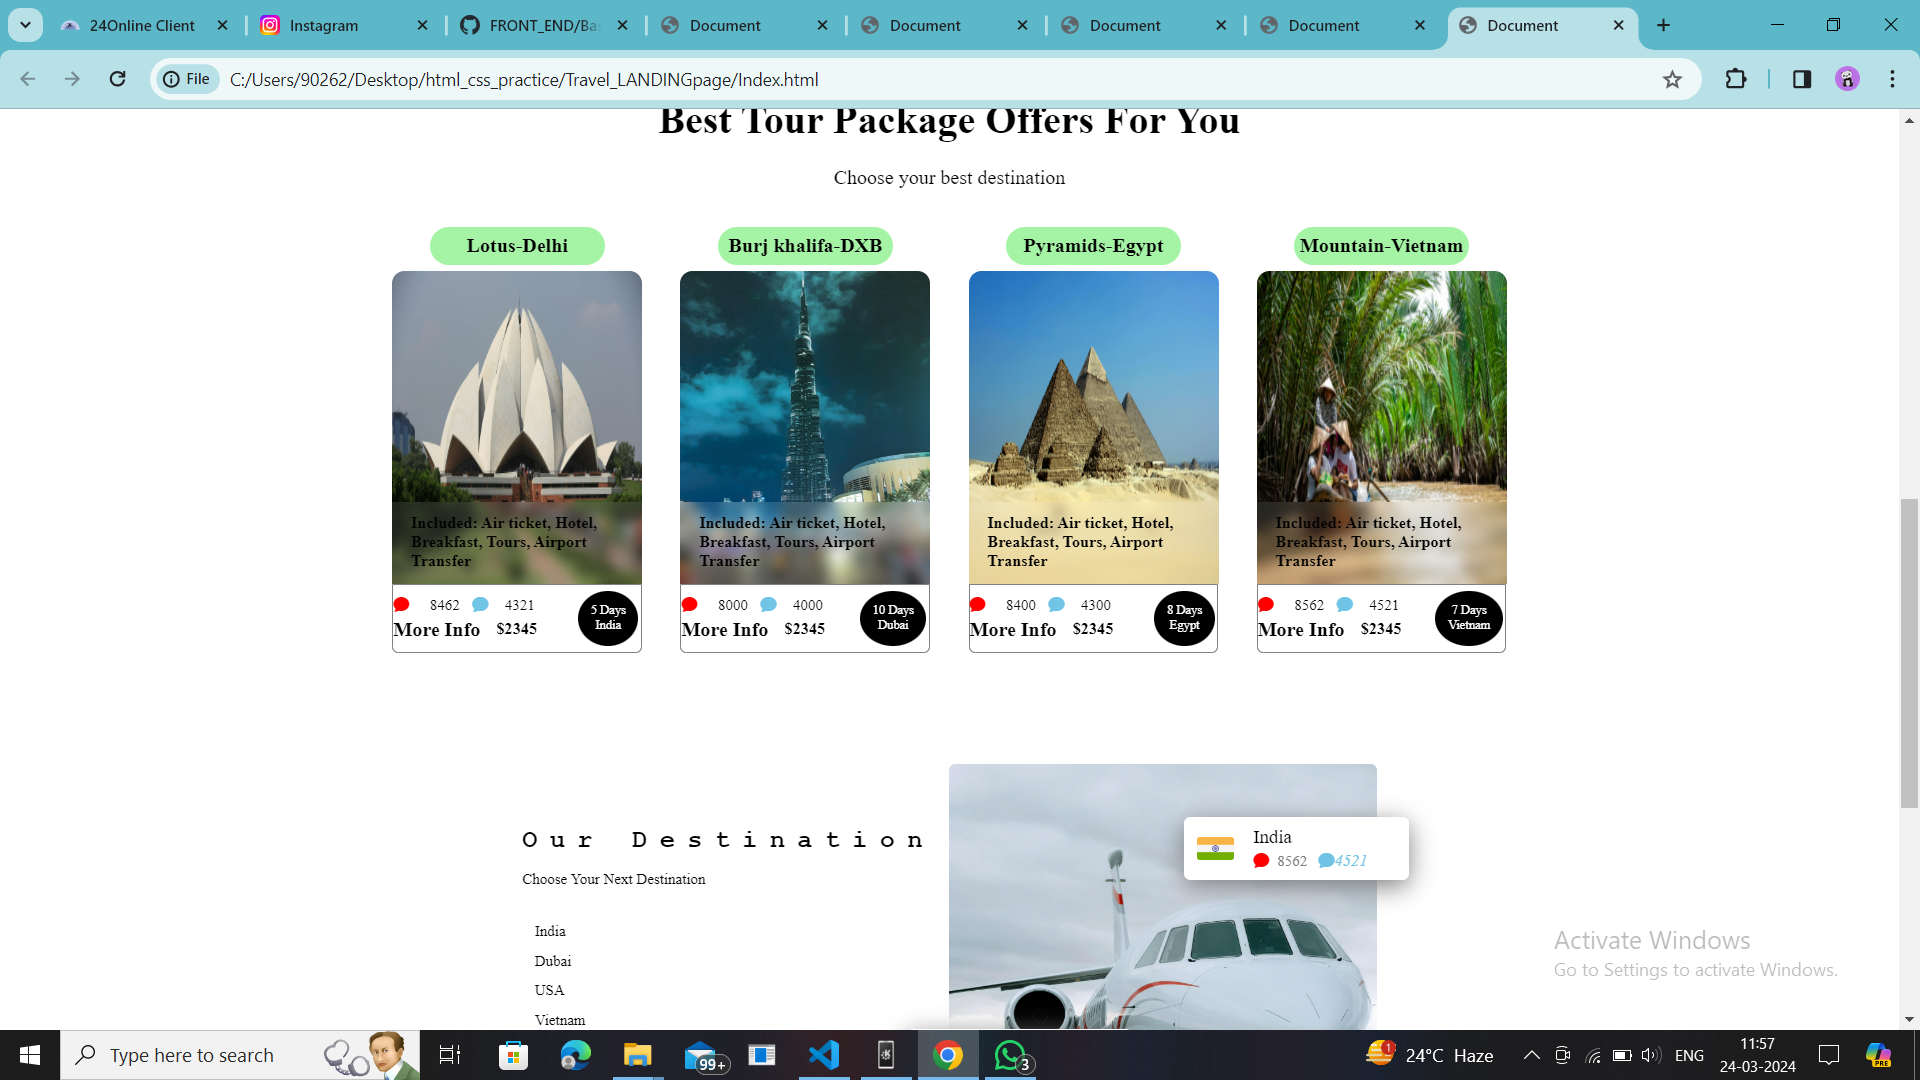 24Online Client
Instagram
FRONT_END/Bas
Document
Document
Document
Document
Document
File
C:/Users/90262/Desktop/html_css_practice/Travel_LANDINGpage/Index.html
Best Tour Package Offers For You
Choose your best destination
Lotus-Delhi
Burj khalifa-DXB
Pyramids-Egypt
Mountain-Vietnam
Included: Air ticket, Hotel,
Breakfast, Tours, Airport
Transfer
Included: Air ticket, Hotel,
Breakfast, Tours, Airport
Transfer
Included: Air ticket, Hotel,
Breakfast, Tours, Airport
Transfer
Included: Air ticket, Hotel,
Breakfast, Tours, Airport
Transfer
8462 4321
More Info $2345
5 Days
India
8000 4000
More Info $2345
10 Days
Dubai
8400 4300
More Info $2345
8 Days
Egypt
8562 4521
More Info $2345
7 Days
Vietnam
Our Destination
Choose Your Next Destination
India
Dubai
USA
Vietnam
India
8562 4521
Activate Windows
Go to Settings to activate Windows.
Type here to search
99+
3
1
24°C Haze
ENG
11:57
24-03-2024
PRE